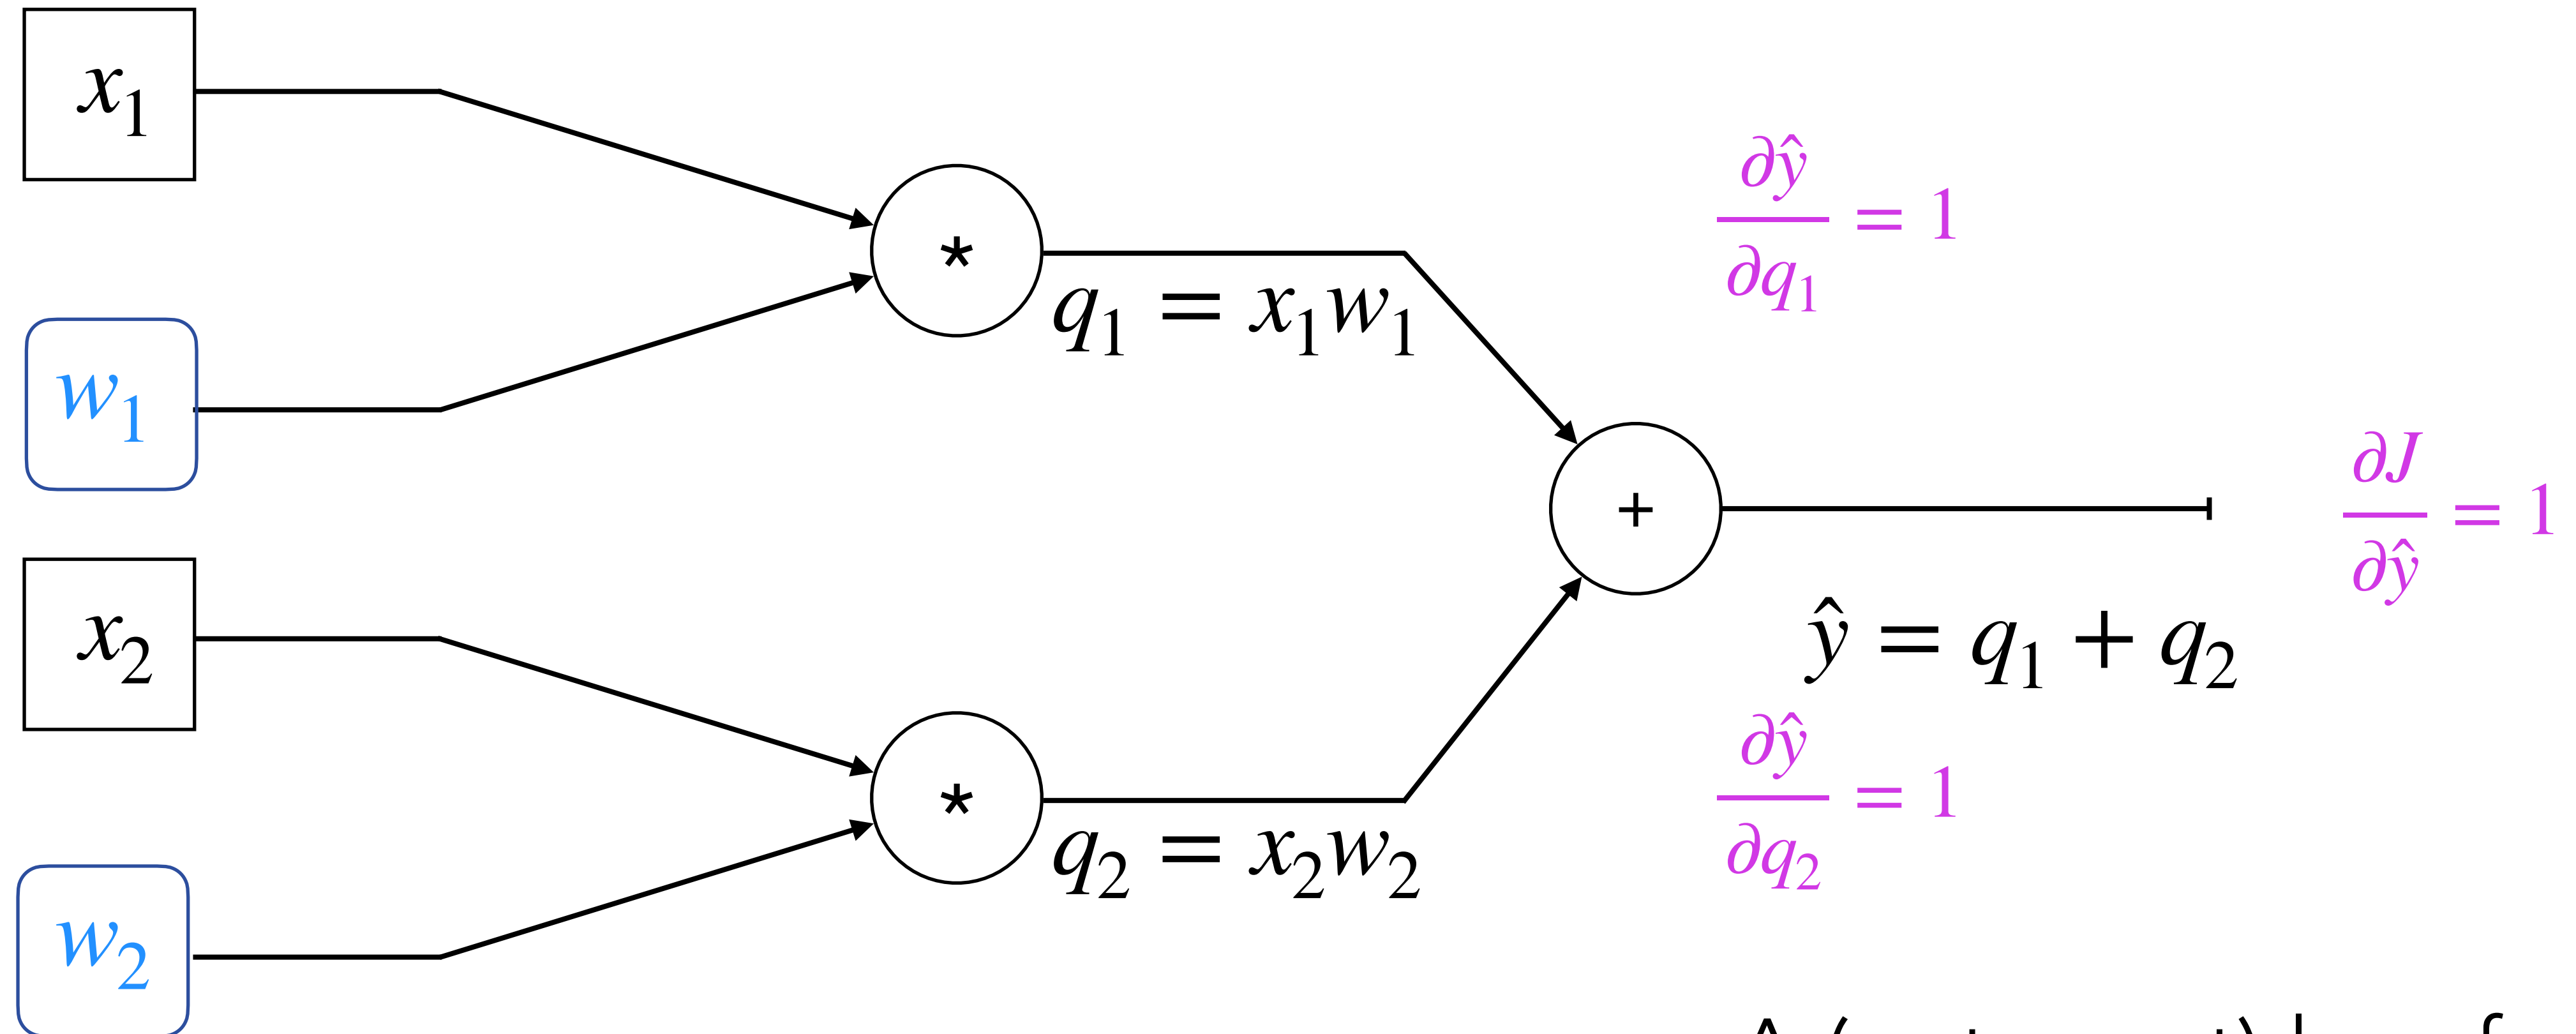 x₁
∂ŷ/∂q₁ = 1
*
q₁ = x₁w₁
w₁
∂J/∂ŷ = 1
+
x₂
ŷ = q₁ + q₂
∂ŷ/∂q₂ = 1
*
q₂ = x₂w₂
w₂